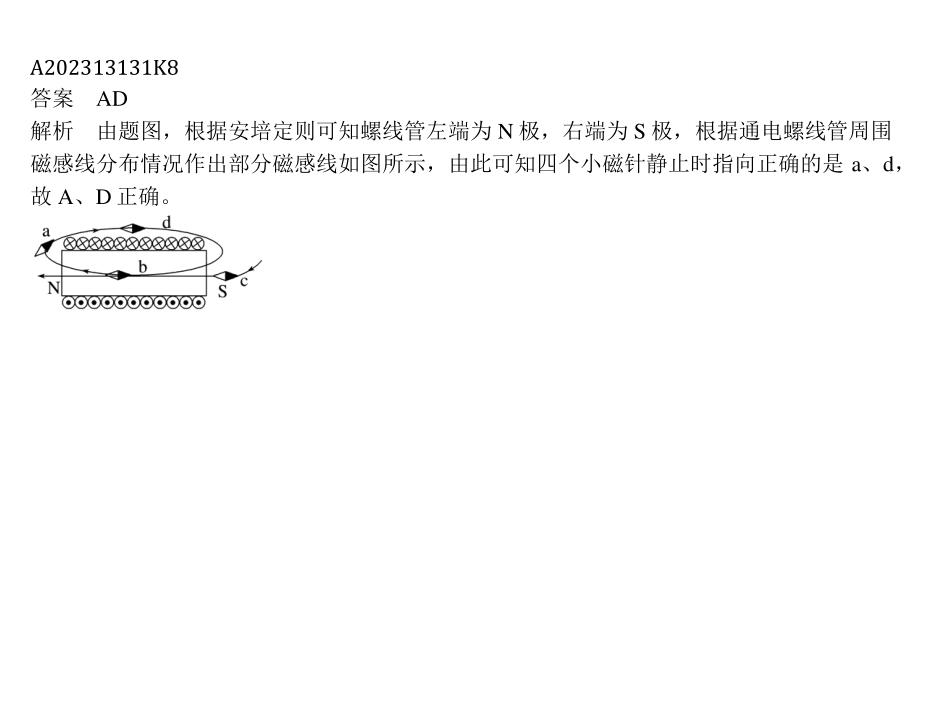 A202313131K8
答案 AD
解析 由题图，根据安培定则可知螺线管左端为 N 极，右端为 S 极，根据通电螺线管周围
磁感线分布情况作出部分磁感线如图所示，由此可知四个小磁针静止时指向正确的是 a、d，
故 A、D 正确。
a
d
b
N
S
c